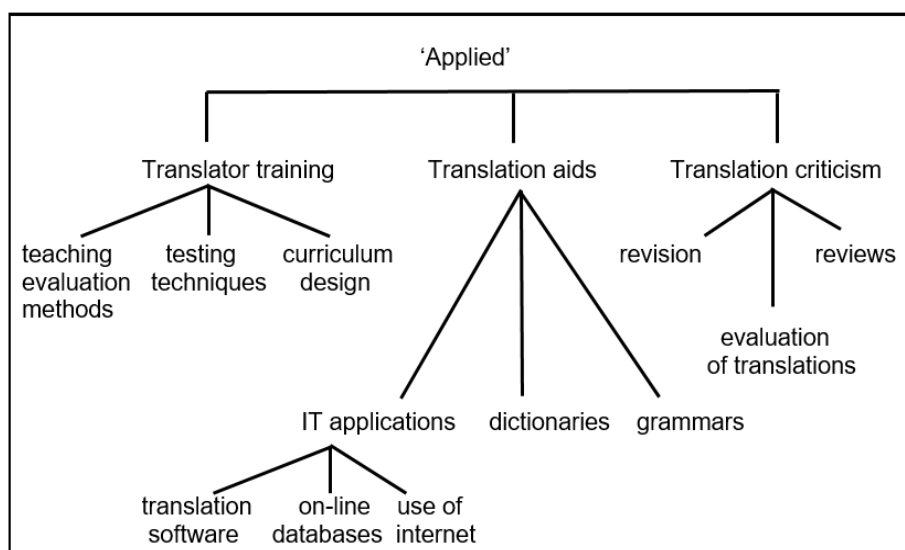 ‘Applied’
Translator training
Translation aids
Translation criticism
teaching
evaluation
methods
testing
techniques
curriculum
design
revision
reviews
evaluation
of translations
IT applications
dictionaries
grammars
translation
software
on-line
databases
use of
internet